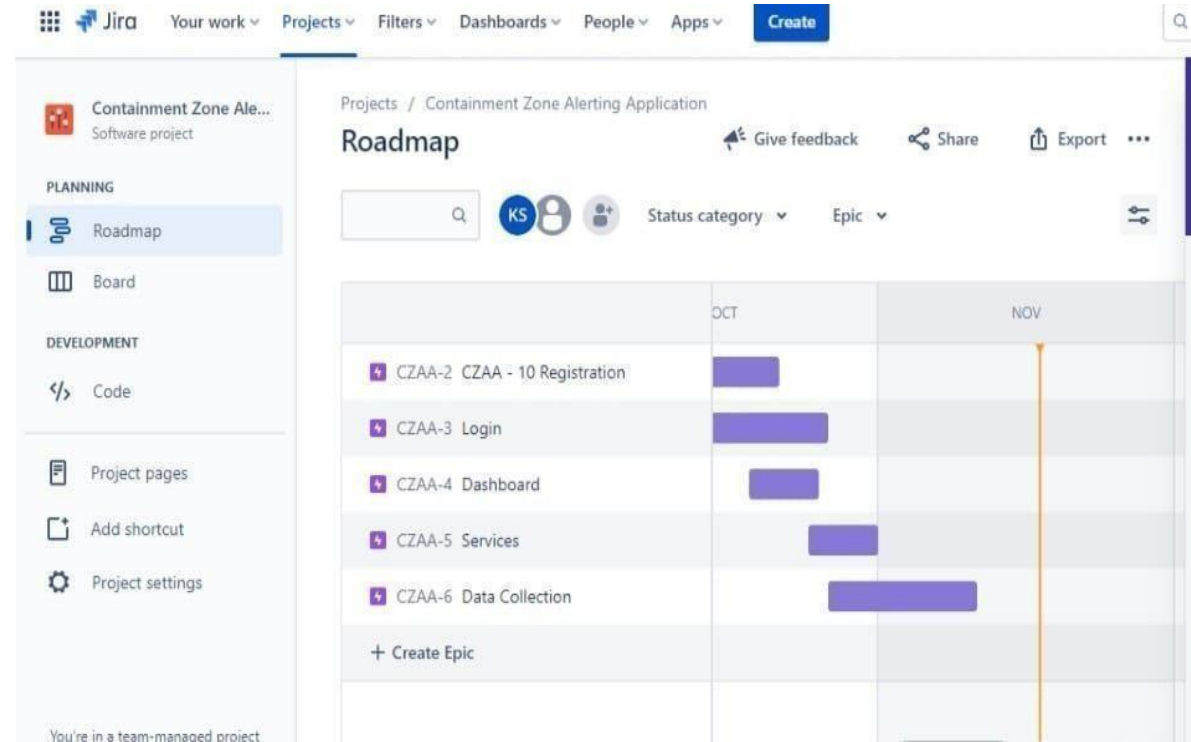 Jira Your work Projects Filters Dashboards People Apps Create
Containment Zone Ale...
Software project
PLANNING
Roadmap
Board
DEVELOPMENT
Code
Project pages
Add shortcut
Project settings
You're in a team-managed project
Projects / Containment Zone Alerting Application
Roadmap Give feedback Share Export
KS Status category Epic
OCT NOV
CZAA-2 CZAA - 10 Registration
CZAA-3 Login
CZAA-4 Dashboard
CZAA-5 Services
CZAA-6 Data Collection
+ Create Epic